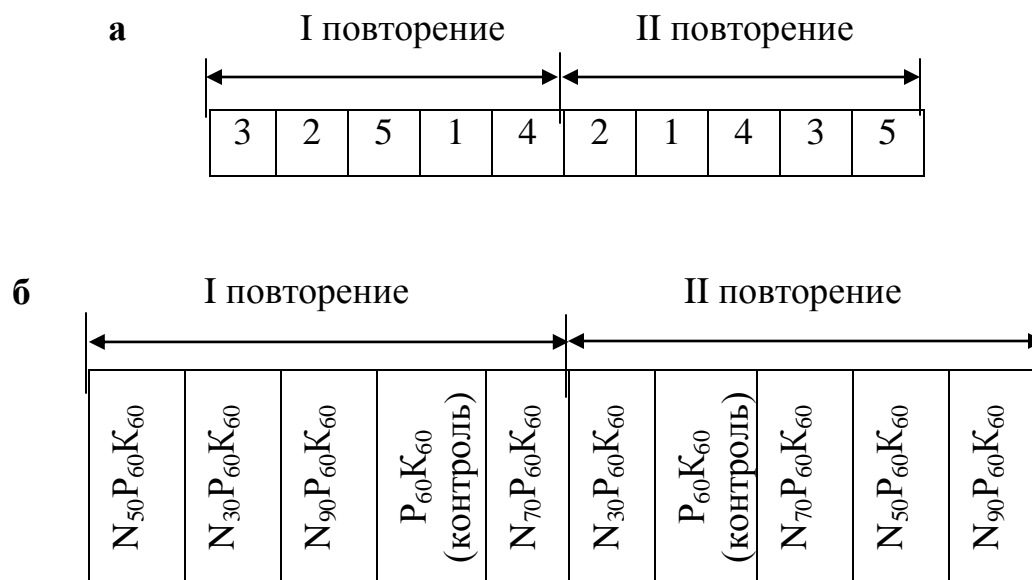 а
I повторение II повторение
3 2 5 1 4 2 1 4 3 5
б
I повторение II повторение
N₅₀P₆₀K₆₀
N₃₀P₆₀K₆₀
N₉₀P₆₀K₆₀
P₆₀K₆₀
(контроль)
N₇₀P₆₀K₆₀
N₃₀P₆₀K₆₀
P₆₀K₆₀
(контроль)
N₇₀P₆₀K₆₀
N₅₀P₆₀K₆₀
N₉₀P₆₀K₆₀